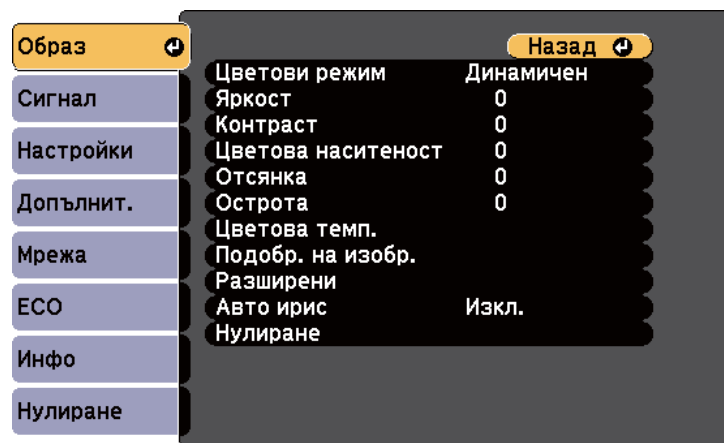 Образ
Сигнал
Настройки
Допълнит.
Мрежа
ECO
Инфо
Нулиране
Назад
Цветови режим Динамичен
Яркост 0
Контраст 0
Цветова наситеност 0
Отсянка 0
Острота 0
Цветова темп.
Подобр. на изобр.
Разширени
Авто ирис Изкл.
Нулиране